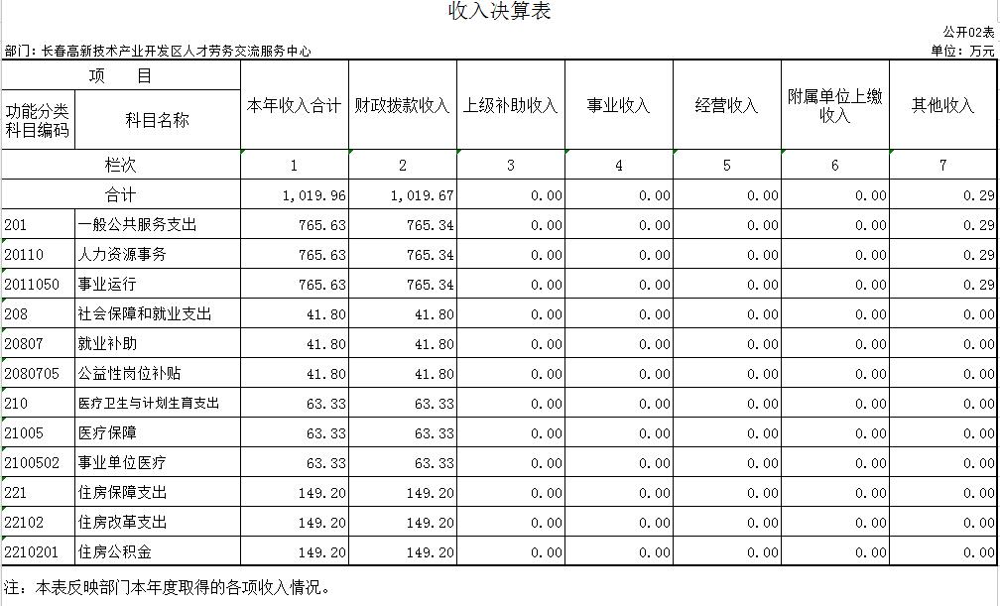 收入决算表
公开02表
部门：长春高新技术产业开发区人才劳务交流服务中心 单位：万元
项 目 本年收入合计 财政拨款收入 上级补助收入 事业收入 经营收入 附属单位上缴收入 其他收入
功能分类科目编码 科目名称
栏次 1 2 3 4 5 6 7
合计 1,019.96 1,019.67 0.00 0.00 0.00 0.00 0.29
201 一般公共服务支出 765.63 765.34 0.00 0.00 0.00 0.00 0.29
20110 人力资源事务 765.63 765.34 0.00 0.00 0.00 0.00 0.29
2011050 事业运行 765.63 765.34 0.00 0.00 0.00 0.00 0.29
208 社会保障和就业支出 41.80 41.80 0.00 0.00 0.00 0.00 0.00
20807 就业补助 41.80 41.80 0.00 0.00 0.00 0.00 0.00
2080705 公益性岗位补贴 41.80 41.80 0.00 0.00 0.00 0.00 0.00
210 医疗卫生与计划生育支出 63.33 63.33 0.00 0.00 0.00 0.00 0.00
21005 医疗保障 63.33 63.33 0.00 0.00 0.00 0.00 0.00
2100502 事业单位医疗 63.33 63.33 0.00 0.00 0.00 0.00 0.00
221 住房保障支出 149.20 149.20 0.00 0.00 0.00 0.00 0.00
22102 住房改革支出 149.20 149.20 0.00 0.00 0.00 0.00 0.00
2210201 住房公积金 149.20 149.20 0.00 0.00 0.00 0.00 0.00
注：本表反映部门本年度取得的各项收入情况。